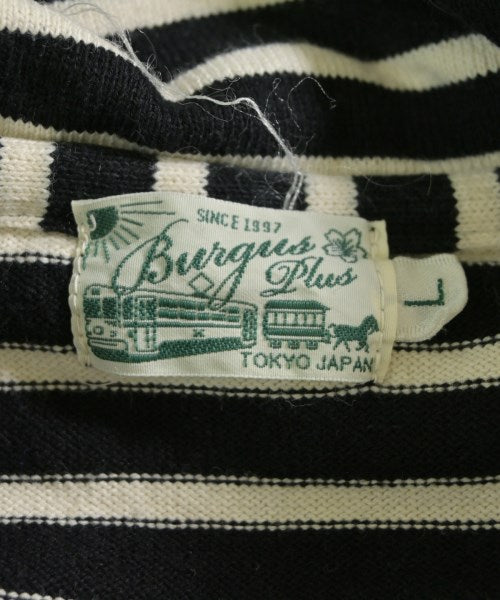 SINCE 1997
Burgus
Plus
TOKYO JAPAN
L